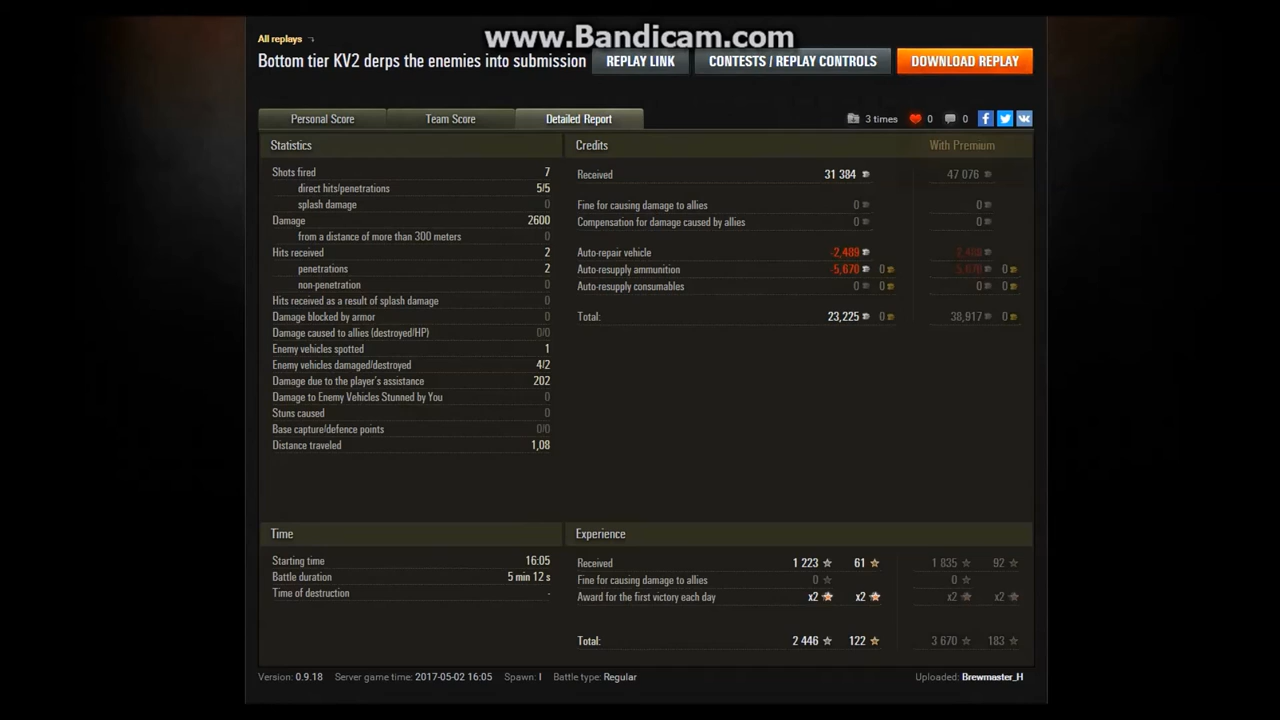 www.Bandicam.com
All replays
Bottom tier KV2 derps the enemies into submission
REPLAY LINK
CONTESTS / REPLAY CONTROLS
DOWNLOAD REPLAY
Personal Score
Team Score
Detailed Report
3 times 0 0
Statistics
Shots fired 7
direct hits/penetrations 5/5
splash damage 0
Damage 2600
from a distance of more than 300 meters 0
Hits received 2
penetrations 2
non-penetration 0
Hits received as a result of splash damage 0
Damage blocked by armor 0
Damage caused to allies (destroyed/HP) 0/0
Enemy vehicles spotted 1
Enemy vehicles damaged/destroyed 4/2
Damage due to the player's assistance 202
Damage to Enemy Vehicles Stunned by You 0
Stuns caused 0
Base capture/defence points 0/0
Distance traveled 1,08
Credits With Premium
Received 31 384 47 076
Fine for causing damage to allies 0 0
Compensation for damage caused by allies 0 0
Auto-repair vehicle -2,489 -2,489
Auto-resupply ammunition -5,670 0 -5,670 0
Auto-resupply consumables 0 0 0 0
Total: 23,225 0 38,917 0
Time
Starting time 16:05
Battle duration 5 min 12 s
Time of destruction -
Experience
Received 1 223 61 1 835 92
Fine for causing damage to allies 0 0
Award for the first victory each day x2 x2 x2 x2
Total: 2 446 122 3 670 183
Version: 0.9.18 Server game time: 2017-05-02 16:05 Spawn: I Battle type: Regular
Uploaded: Brewmaster_H